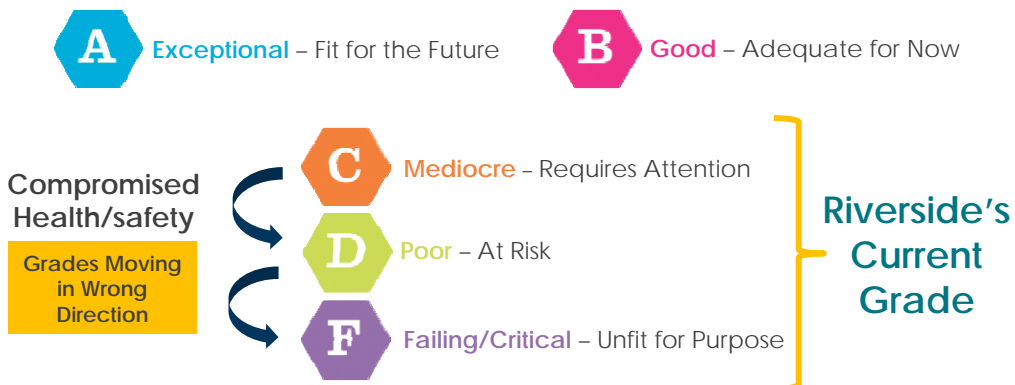 A Exceptional – Fit for the Future
B Good – Adequate for Now
C Mediocre – Requires Attention
Compromised
Health/safety
D Poor – At Risk
Grades Moving
in Wrong
Direction
F Failing/Critical – Unfit for Purpose
Riverside's
Current
Grade